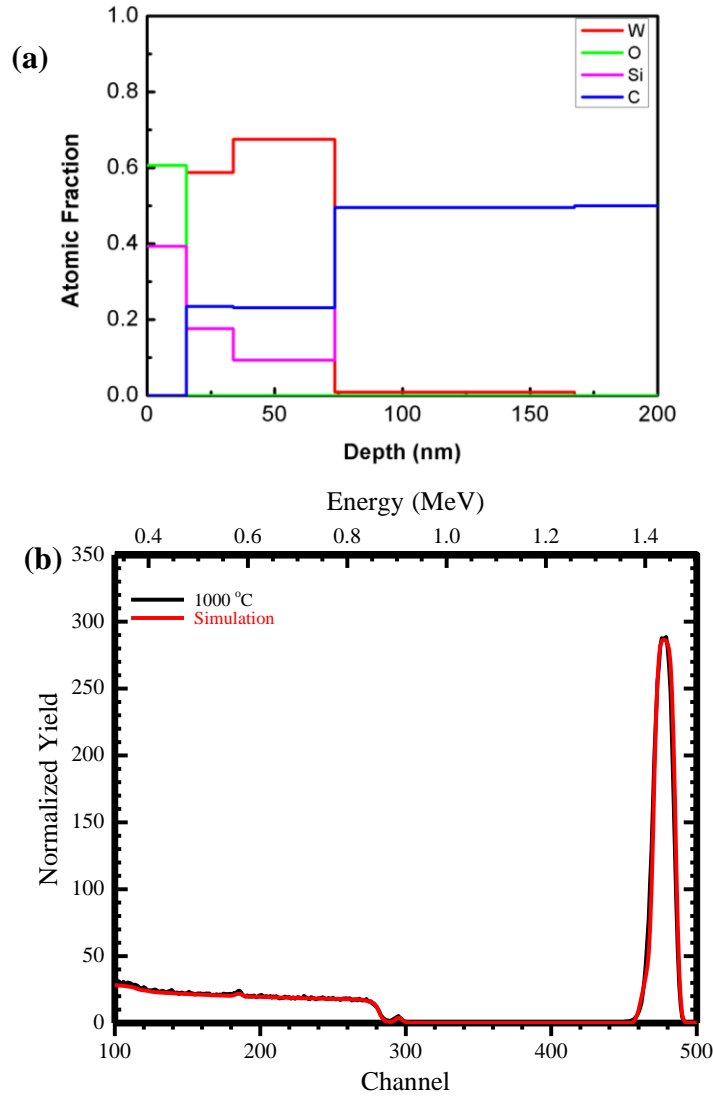 (a)
1.0
0.8
0.6
0.4
0.2
0.0
Atomic Fraction
W
O
Si
C
0 50 100 150 200
Depth (nm)
Energy (MeV)
0.4 0.6 0.8 1.0 1.2 1.4
(b)
350
300
250
200
150
100
50
0
Normalized Yield
1000 °C
Simulation
100 200 300 400 500
Channel